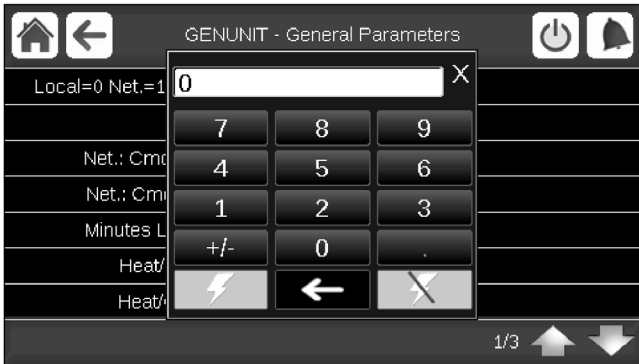 GENUNIT - General Parameters
Local=0 Net.=1
0
X
7 8 9
Net.: Cmd
4 5 6
Net.: Cm
1 2 3
Minutes L
+/- 0 .
Heat/
Heat/
1/3